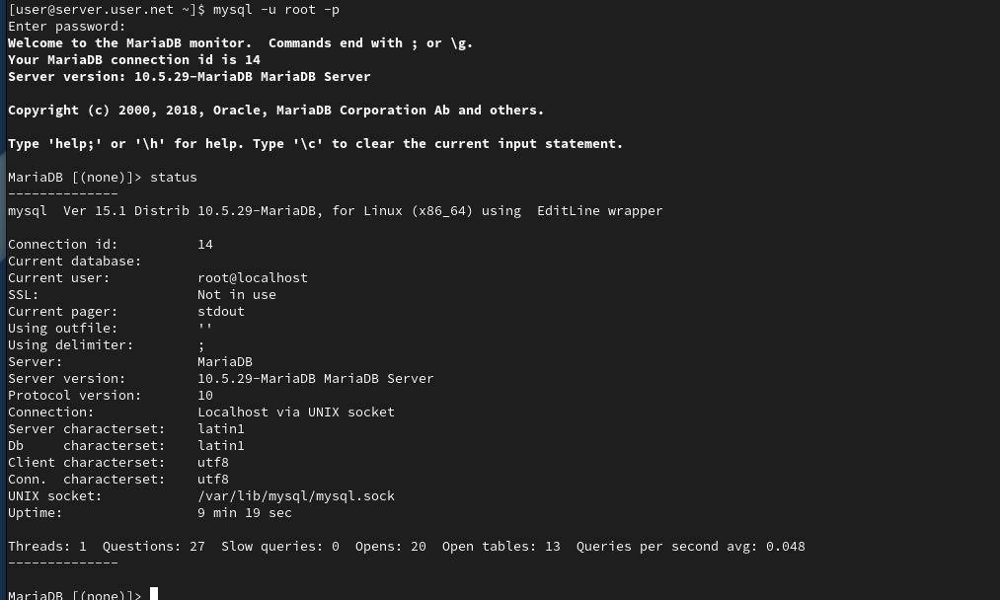 [user@server.user.net ~]$ mysql -u root -p
Enter password:
Welcome to the MariaDB monitor.  Commands end with ; or \g.
Your MariaDB connection id is 14
Server version: 10.5.29-MariaDB MariaDB Server

Copyright (c) 2000, 2018, Oracle, MariaDB Corporation Ab and others.

Type 'help;' or '\h' for help. Type '\c' to clear the current input statement.

MariaDB [(none)]> status
--------------
mysql  Ver 15.1 Distrib 10.5.29-MariaDB, for Linux (x86_64) using  EditLine wrapper

Connection id:          14
Current database:
Current user:           root@localhost
SSL:                    Not in use
Current pager:          stdout
Using outfile:          ''
Using delimiter:        ;
Server:                 MariaDB
Server version:         10.5.29-MariaDB MariaDB Server
Protocol version:       10
Connection:             Localhost via UNIX socket
Server characterset:    latin1
Db     characterset:    latin1
Client characterset:    utf8
Conn.  characterset:    utf8
UNIX socket:            /var/lib/mysql/mysql.sock
Uptime:                 9 min 19 sec

Threads: 1  Questions: 27  Slow queries: 0  Opens: 20  Open tables: 13  Queries per second avg: 0.048
--------------

MariaDB [(none)]>